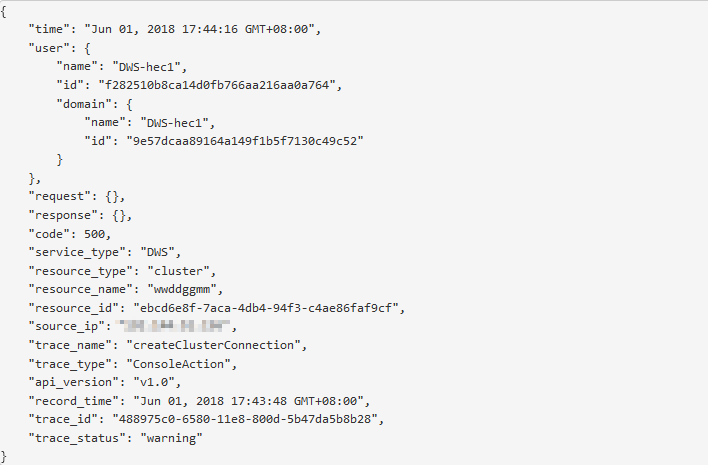 {
"time": "Jun 01, 2018 17:44:16 GMT+08:00",
"user": {
"name": "DWS-hec1",
"id": "f282510b8ca14d0fb766aa216aa0a764",
"domain": {
"name": "DWS-hec1",
"id": "9e57dcaa89164a149f1b5f7130c49c52"
}
},
"request": {},
"response": {},
"code": 500,
"service_type": "DWS",
"resource_type": "cluster",
"resource_name": "wwddggmm",
"resource_id": "ebcd6e8f-7aca-4db4-94f3-c4ae86faf9cf",
"source_ip": ,
"trace_name": "createClusterConnection",
"trace_type": "ConsoleAction",
"api_version": "v1.0",
"record_time": "Jun 01, 2018 17:43:48 GMT+08:00",
"trace_id": "488975c0-6580-11e8-800d-5b47da5b8b28",
"trace_status": "warning"
}